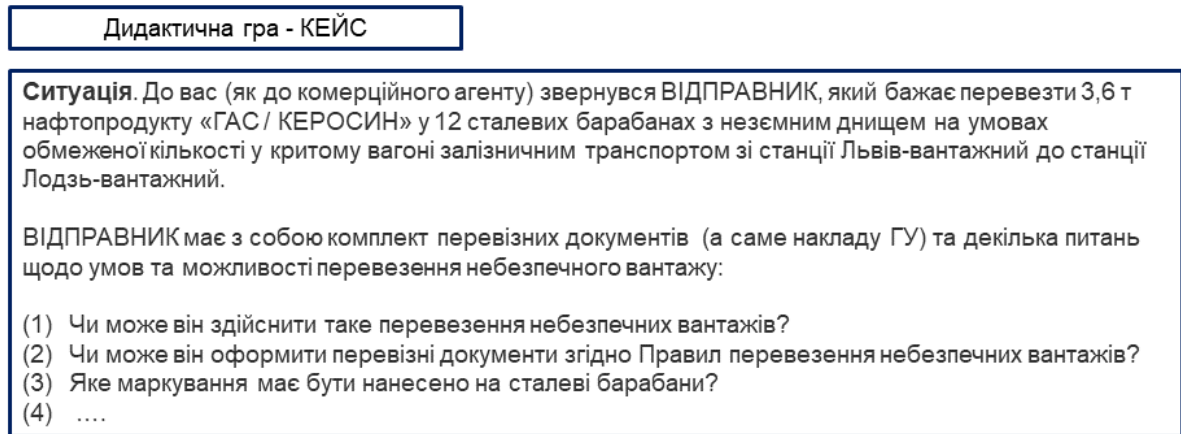 Дидактична гра - КЕЙС
Ситуація. До вас (як до комерційного агенту) звернувся ВІДПРАВНИК, який бажає перевезти 3,6 т
нафтопродукту «ГАС / КЕРОСИН» у 12 сталевих барабанах з незємним днищем на умовах
обмеженої кількості у критому вагоні залізничним транспортом зі станції Львів-вантажний до станції
Лодзь-вантажний.
ВІДПРАВНИК має з собою комплект перевізних документів (а саме накладу ГУ) та декілька питань
щодо умов та можливості перевезення небезпечного вантажу:
(1) Чи може він здійснити таке перевезення небезпечних вантажів?
(2) Чи може він оформити перевізні документи згідно Правил перевезення небезпечних вантажів?
(3) Яке маркування має бути нанесено на сталеві барабани?
(4) ....